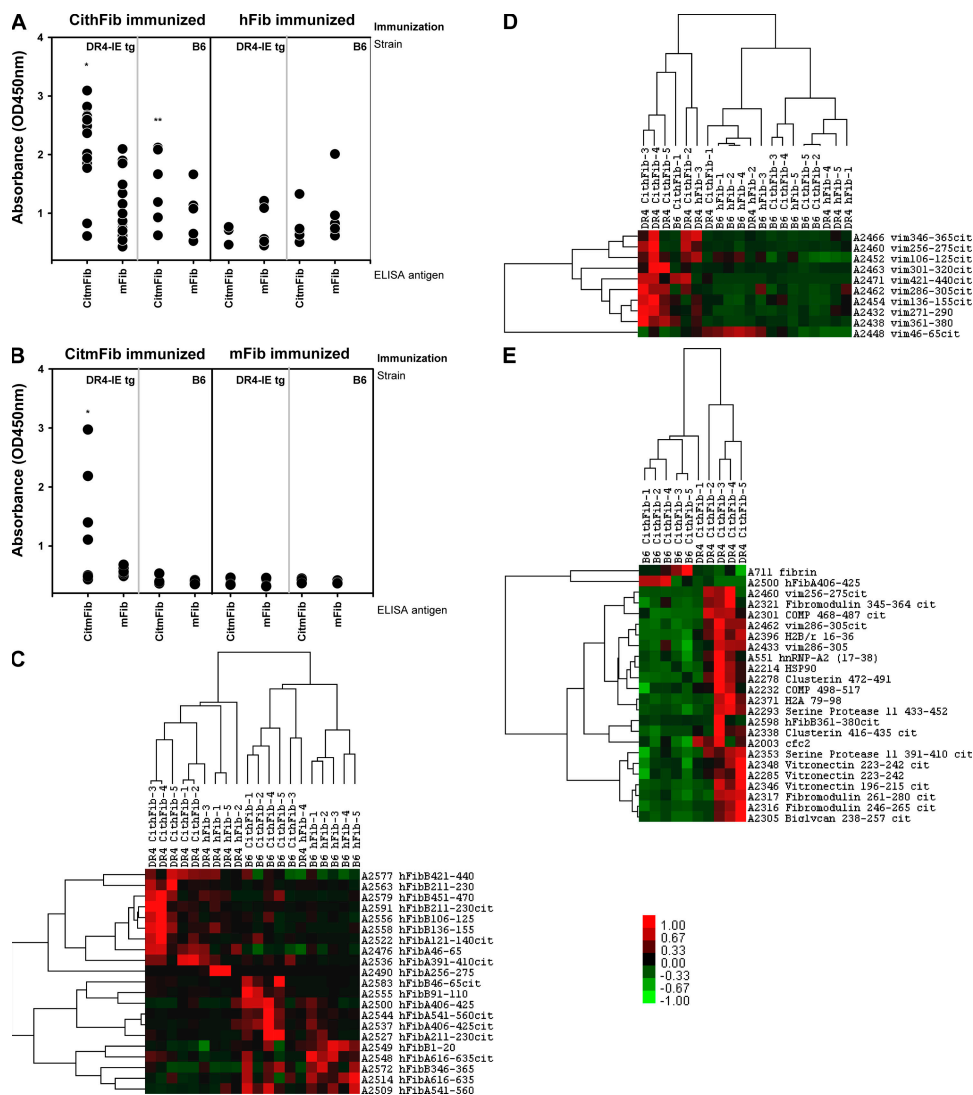 A
CithFib immunized
hFib immunized
Immunization
DR4-IE tg
B6
DR4-IE tg
B6
Strain
*
**
Absorbance (OD450nm)
4
3
2
1
CitmFib
mFib
CitmFib
mFib
CitmFib
mFib
CitmFib
mFib
ELISA antigen
B
CitmFib immunized
mFib immunized
Immunization
DR4-IE tg
B6
DR4-IE tg
B6
Strain
*
Absorbance (OD450nm)
4
3
2
1
CitmFib
mFib
CitmFib
mFib
CitmFib
mFib
CitmFib
mFib
ELISA antigen
C
DR4 CithFib-3
DR4 CithFib-4
DR4 CithFib-5
DR4 CithFib-1
DR4 CithFib-2
DR4 hFib-3
DR4 hFib-1
DR4 hFib-5
DR4 hFib-2
B6 CithFib-1
B6 CithFib-2
B6 CithFib-4
B6 CithFib-5
B6 CithFib-3
DR4 hFib-4
B6 hFib-1
B6 hFib-2
B6 hFib-3
B6 hFib-4
B6 hFib-5
A2577 hFibB421-440
A2563 hFibB211-230
A2579 hFibB451-470
A2591 hFibB211-230cit
A2556 hFibB106-125
A2558 hFibB136-155
A2522 hFibA121-140cit
A2476 hFibA46-65
A2536 hFibA391-410cit
A2490 hFibA256-275
A2583 hFibB46-65cit
A2555 hFibB91-110
A2500 hFibA406-425
A2544 hFibA541-560cit
A2537 hFibA406-425cit
A2527 hFibA211-230cit
A2549 hFibB1-20
A2548 hFibA616-635cit
A2572 hFibB346-365
A2514 hFibA616-635
A2509 hFibA541-560
D
DR4 CithFib-3
DR4 CithFib-4
DR4 CithFib-5
B6 CithFib-1
DR4 CithFib-2
DR4 hFib-3
DR4 CithFib-1
B6 hFib-1
B6 hFib-2
B6 hFib-4
DR4 hFib-2
B6 hFib-3
B6 CithFib-3
B6 CithFib-4
B6 hFib-5
B6 CithFib-5
B6 CithFib-2
DR4 hFib-4
DR4 hFib-5
DR4 hFib-1
A2466 vim346-365cit
A2460 vim256-275cit
A2452 vim106-125cit
A2463 vim301-320cit
A2471 vim421-440cit
A2462 vim286-305cit
A2454 vim136-155cit
A2432 vim271-290
A2438 vim361-380
A2448 vim46-65cit
E
B6 CithFib-1
B6 CithFib-2
B6 CithFib-4
B6 CithFib-3
B6 CithFib-5
DR4 CithFib-1
DR4 CithFib-2
DR4 CithFib-3
DR4 CithFib-4
DR4 CithFib-5
A711 fibrin
A2500 hFibA406-425
A2460 vim256-275cit
A2321 Fibromodulin 345-364 cit
A2301 COMP 468-487 cit
A2462 vim286-305cit
A2396 H2B/r 16-36
A2433 vim286-305
A551 hnRNP-A2 (17-38)
A2214 HSP90
A2278 Clusterin 472-491
A2232 COMP 498-517
A2371 H2A 79-98
A2293 Serine Protease 11 433-452
A2598 hFibB361-380cit
A2338 Clusterin 416-435 cit
A2003 cfc2
A2353 Serine Protease 11 391-410 cit
A2348 Vitronectin 223-242 cit
A2285 Vitronectin 223-242
A2346 Vitronectin 196-215 cit
A2317 Fibromodulin 261-280 cit
A2316 Fibromodulin 246-265 cit
A2305 Biglycan 238-257 cit
1.00
0.67
0.33
0.00
-0.33
-0.67
-1.00